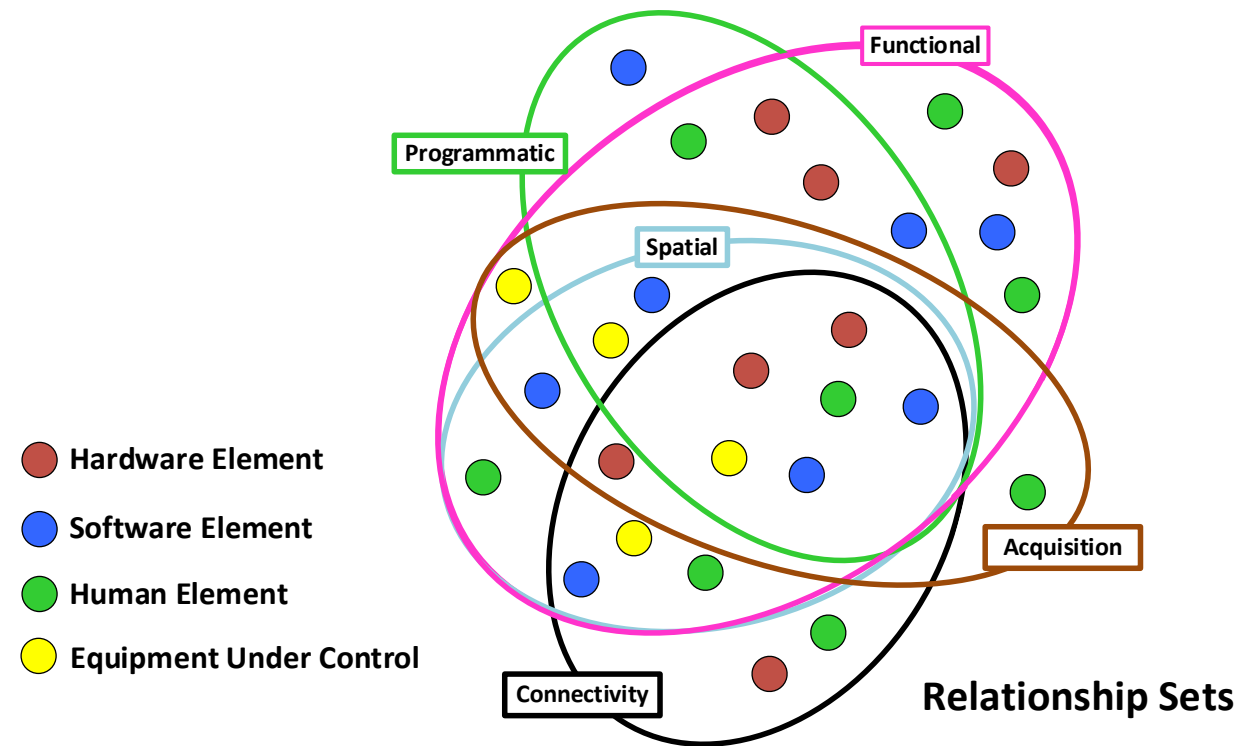 Functional
Programmatic
Spatial
Hardware Element
Software Element
Acquisition
Human Element
Equipment Under Control
Connectivity
Relationship Sets